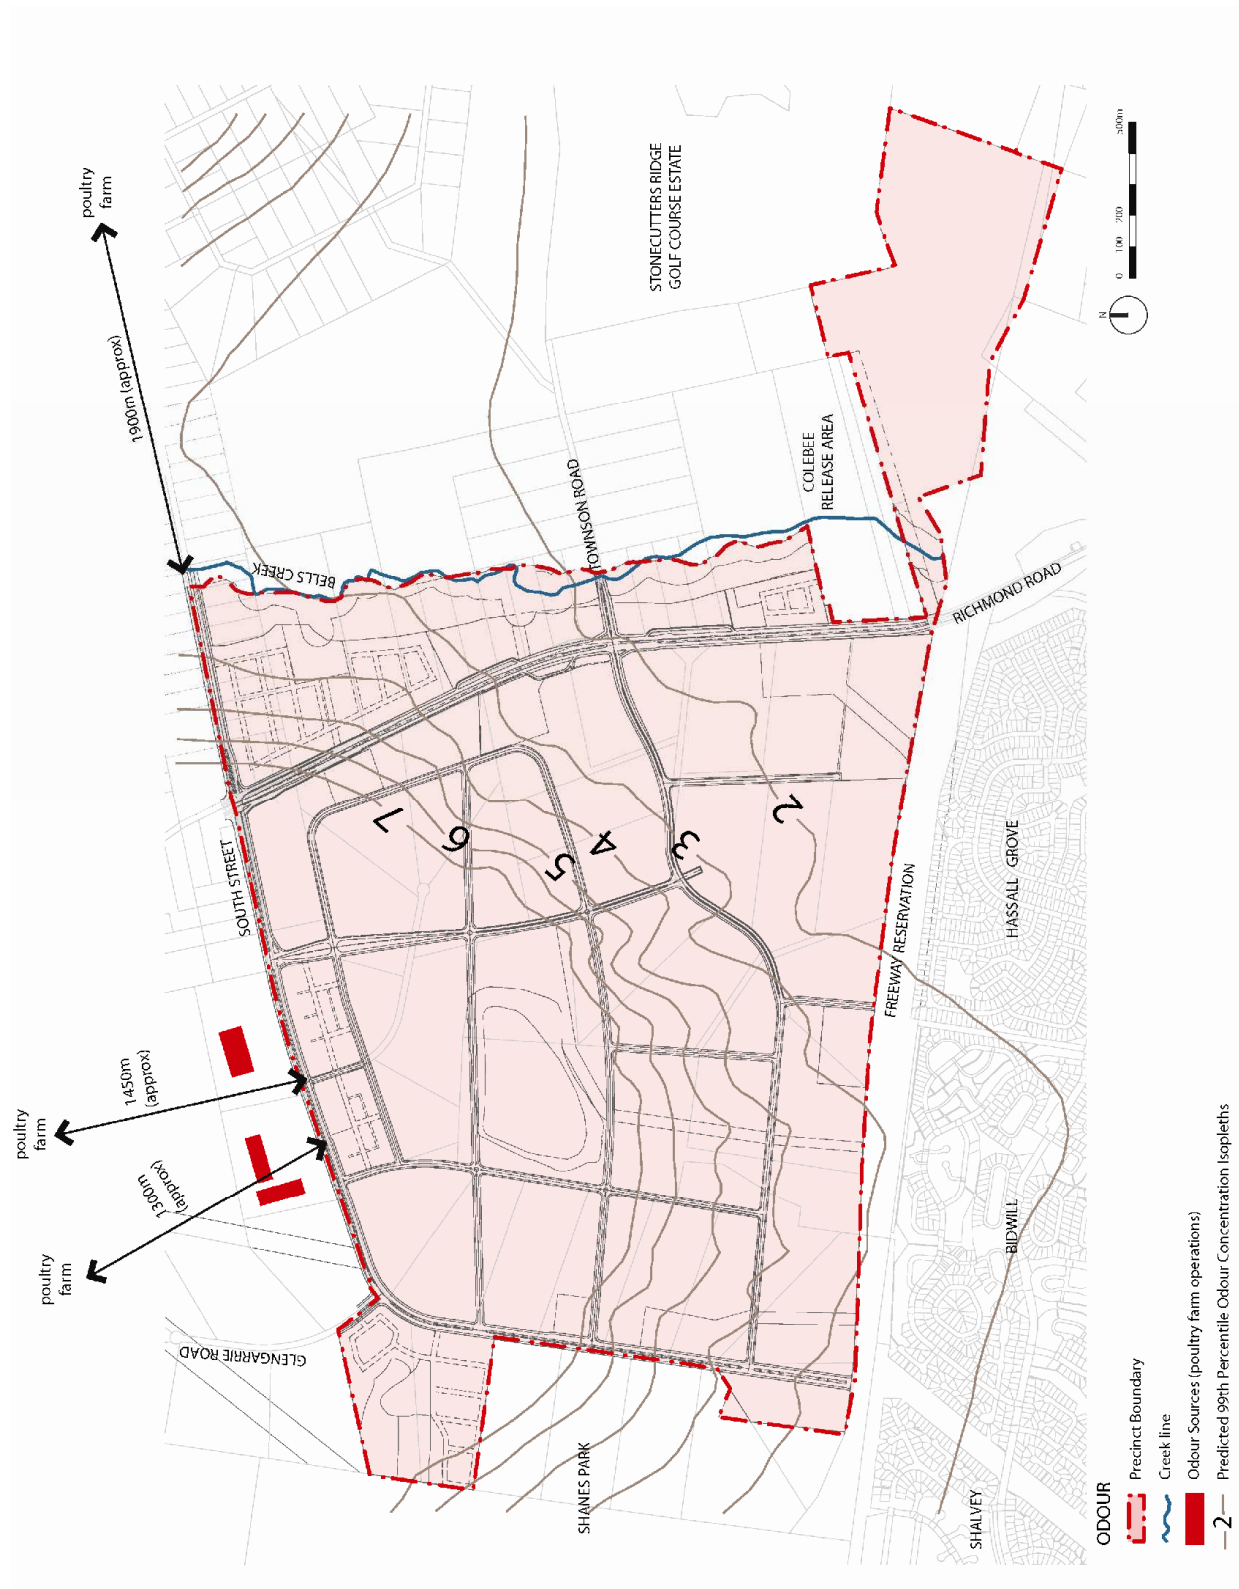 poultry
farm
poultry
farm
poultry
farm
1300m
(approx)
1450m
(approx)
1900m (approx)
GLENGARRIE ROAD
SOUTH STREET
BELLS CREEK
TOWNSON ROAD
STONECUTTERS RIDGE
GOLF COURSE ESTATE
COLEBEE
RELEASE AREA
RICHMOND ROAD
FREEWAY RESERVATION
HASSALL GROVE
BIDWILL
SHANES PARK
SHALVEY
7
6
5
4
3
2
ODOUR
Precinct Boundary
Creek line
Odour Sources (poultry farm operations)
2
Predicted 99th Percentile Odour Concentration Isopleths
N
0 100 200 500m